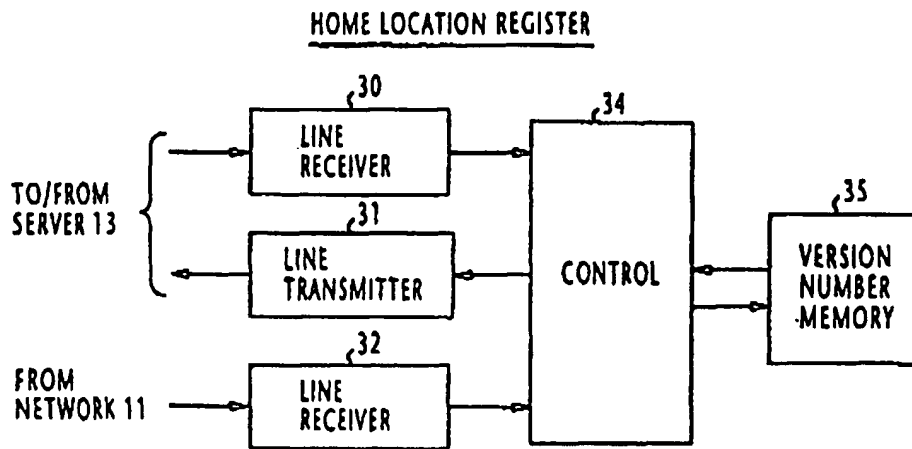 HOME LOCATION REGISTER
30
LINE
RECEIVER
34
CONTROL
35
VERSION
NUMBER
MEMORY
TO/FROM
SERVER 13
31
LINE
TRANSMITTER
32
LINE
RECEIVER
FROM
NETWORK 11